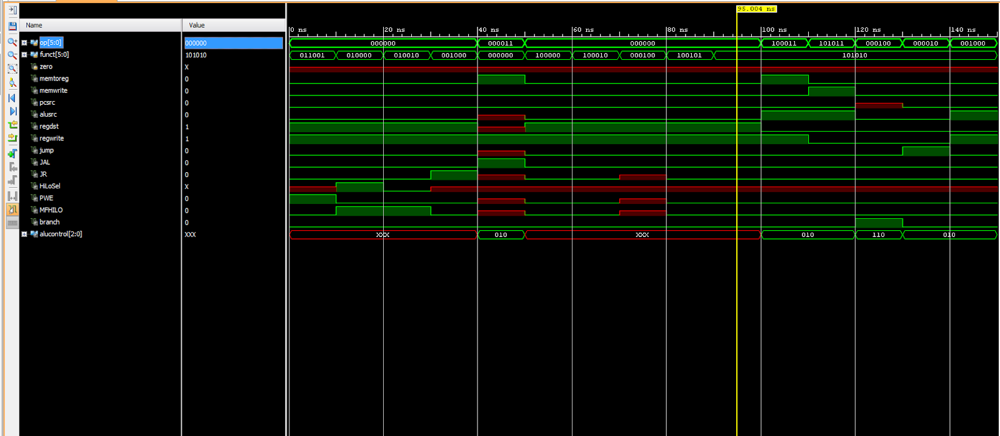 95.004 ns
Name Value
0 ns 20 ns 40 ns 60 ns 80 ns 100 ns 120 ns 140 ns
op[5:0] 000000 000000 000011 000000 100011 101011 000100 000010 001000
funct[5:0] 101010 011001 010000 010010 001000 000000 100000 100010 000100 100101 101010
zero X
memtoreg 0
memwrite 0
pcsrc 0
alusrc 0
regdst 1
regwrite 1
jump 0
JAL 0
JR 0
HiLoSel X
PWE 0
MFHILO 0
branch 0
alucontrol[2:0] XXX XXX 010 XXX 010 110 010